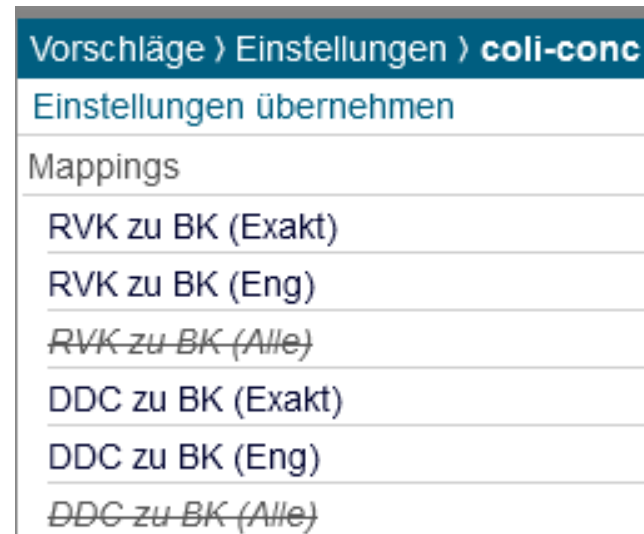 Vorschläge ⟩ Einstellungen ⟩ coli-conc
Einstellungen übernehmen
Mappings
RVK zu BK (Exakt)
RVK zu BK (Eng)
RVK zu BK (Alle)
DDC zu BK (Exakt)
DDC zu BK (Eng)
DDC zu BK (Alle)